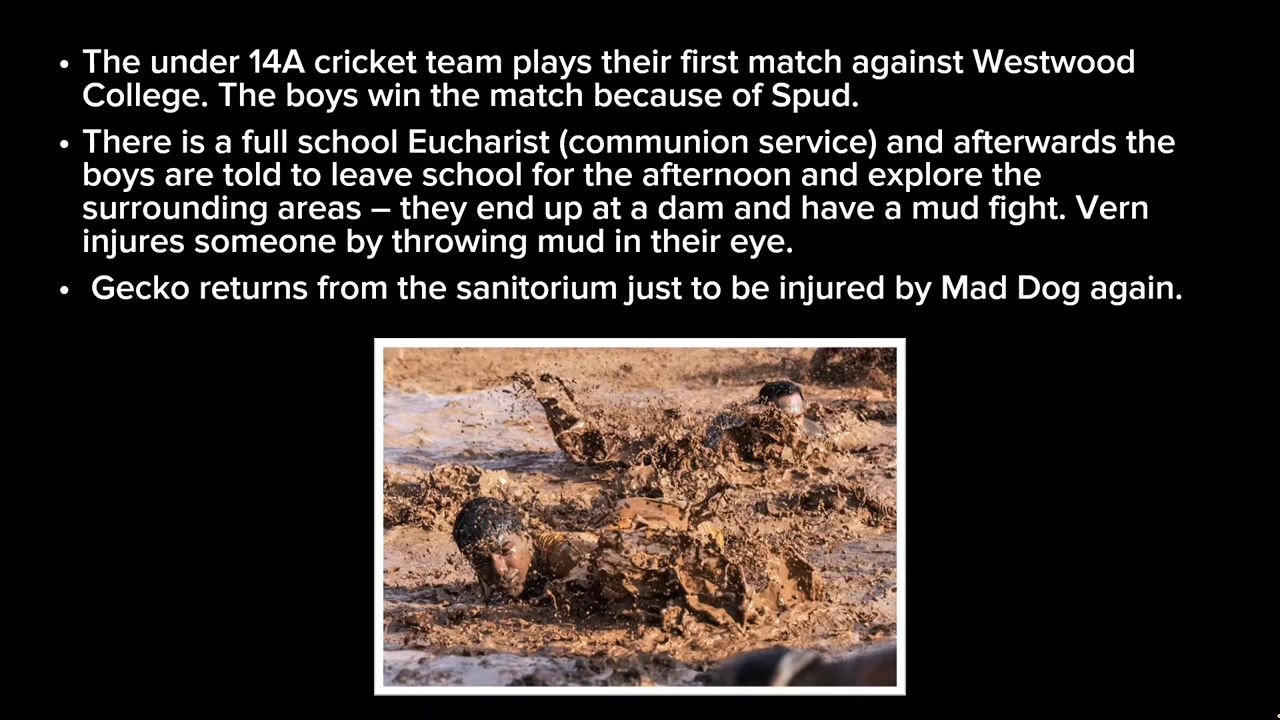 • The under 14A cricket team plays their first match against Westwood
College. The boys win the match because of Spud.
• There is a full school Eucharist (communion service) and afterwards the
boys are told to leave school for the afternoon and explore the
surrounding areas – they end up at a dam and have a mud fight. Vern
injures someone by throwing mud in their eye.
• Gecko returns from the sanitorium just to be injured by Mad Dog again.